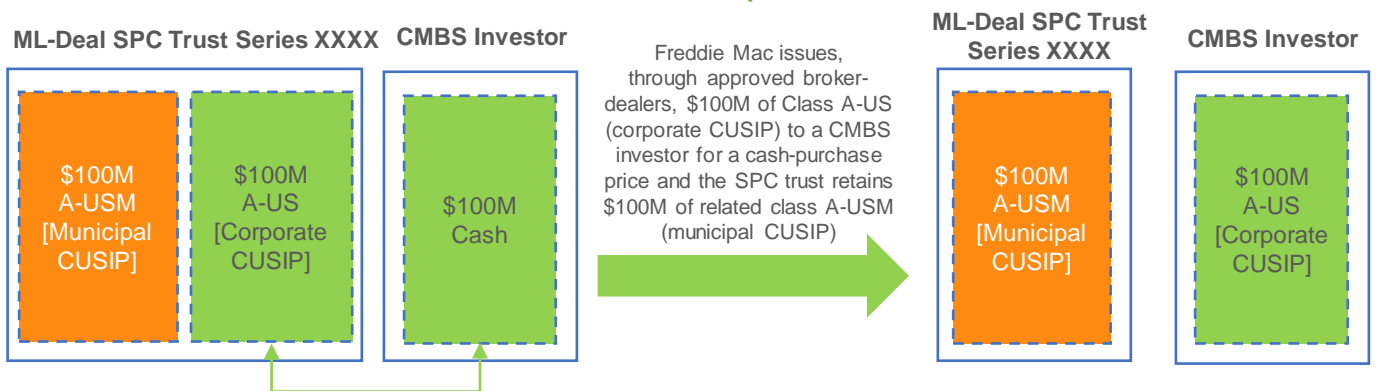 ML-Deal SPC Trust Series XXXX
CMBS Investor
$100M
A-USM
[Municipal
CUSIP]
$100M
A-US
[Corporate
CUSIP]
$100M
Cash
Freddie Mac issues,
through approved broker-
dealers, $100M of Class A-US
(corporate CUSIP) to a CMBS
investor for a cash-purchase
price and the SPC trust retains
$100M of related class A-USM
(municipal CUSIP)
ML-Deal SPC Trust
Series XXXX
CMBS Investor
$100M
A-USM
[Municipal
CUSIP]
$100M
A-US
[Corporate
CUSIP]